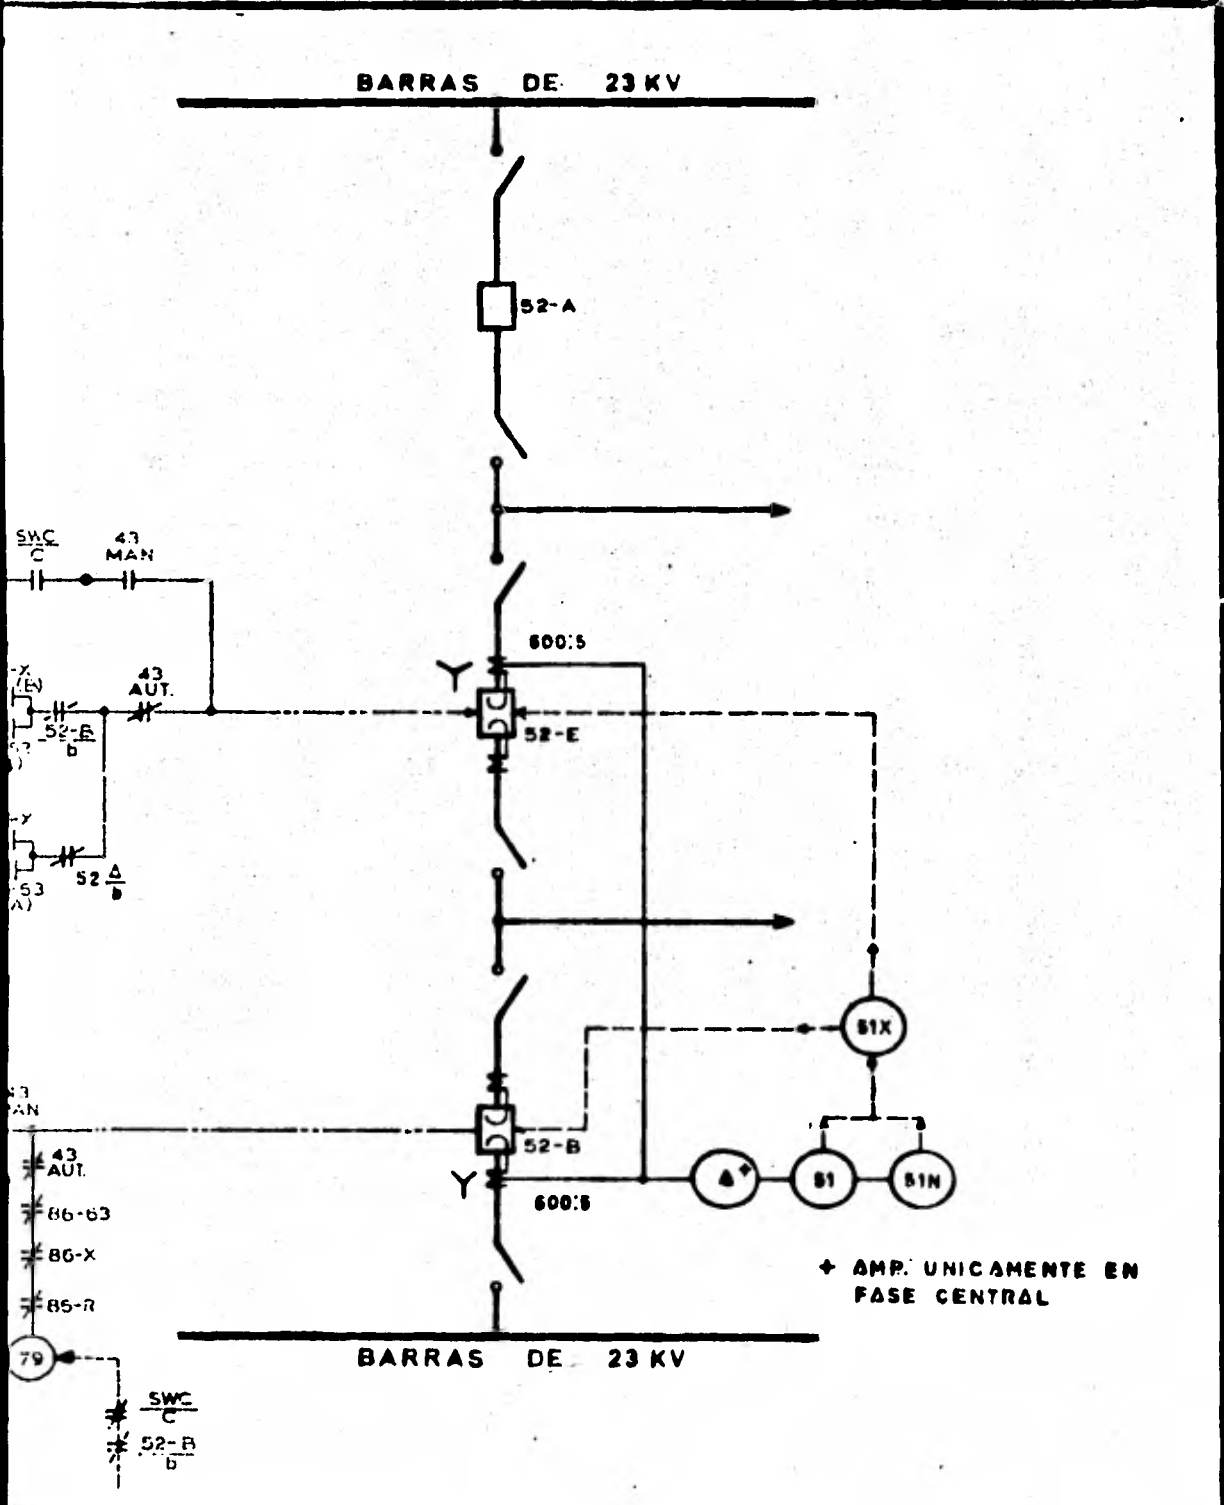 BARRAS DE 23 KV
52-A
SWC
C
43
MAN
600:5
-X
(B)
43
AUT.
52-B
b
52-E
-X
52 A
b
53
A)
51X
43
AUT.
52-B
A +
51
51N
600:5
86-63
86-X
85-R
+ AMP. UNICAMENTE EN
FASE CENTRAL
79
BARRAS DE 23 KV
SWC
C
52-B
b